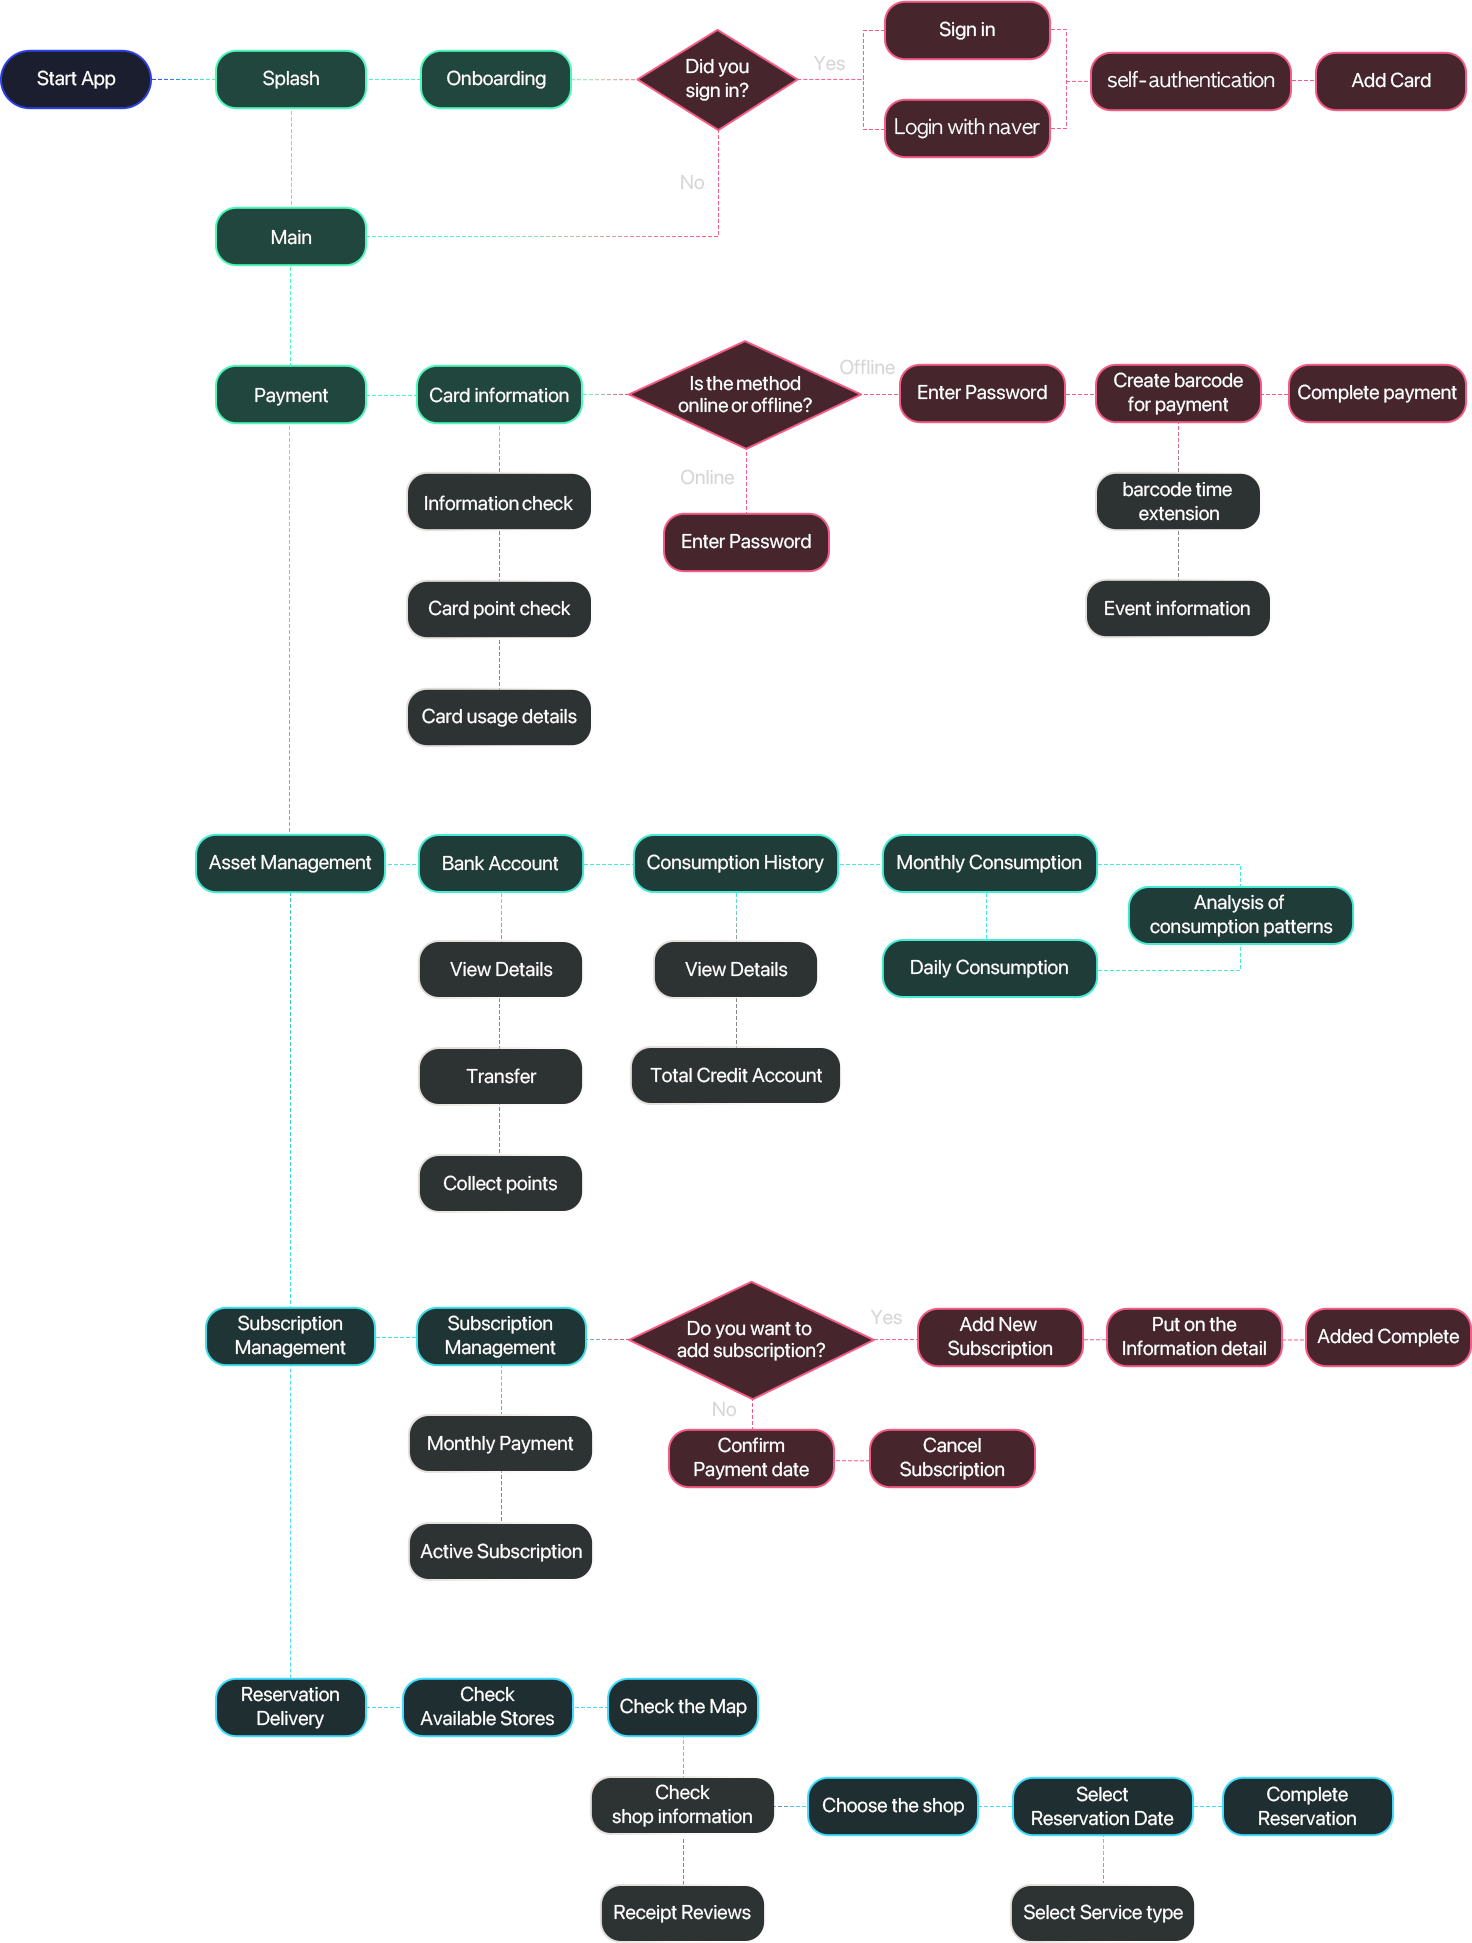 Start App
Splash
Onboarding
Did you
sign in?
Yes
Sign in
Login with naver
self-authentication
Add Card
No
Main
Payment
Card information
Is the method
online or offline?
Offline
Enter Password
Create barcode
for payment
Complete payment
Online
Enter Password
Information check
Card point check
Card usage details
barcode time
extension
Event information
Asset Management
Bank Account
Consumption History
Monthly Consumption
Analysis of
consumption patterns
Daily Consumption
View Details
View Details
Transfer
Total Credit Account
Collect points
Subscription
Management
Subscription
Management
Do you want to
add subscription?
Yes
Add New
Subscription
Put on the
Information detail
Added Complete
No
Confirm
Payment date
Cancel
Subscription
Monthly Payment
Active Subscription
Reservation
Delivery
Check
Available Stores
Check the Map
Check
shop information
Choose the shop
Select
Reservation Date
Complete
Reservation
Receipt Reviews
Select Service type